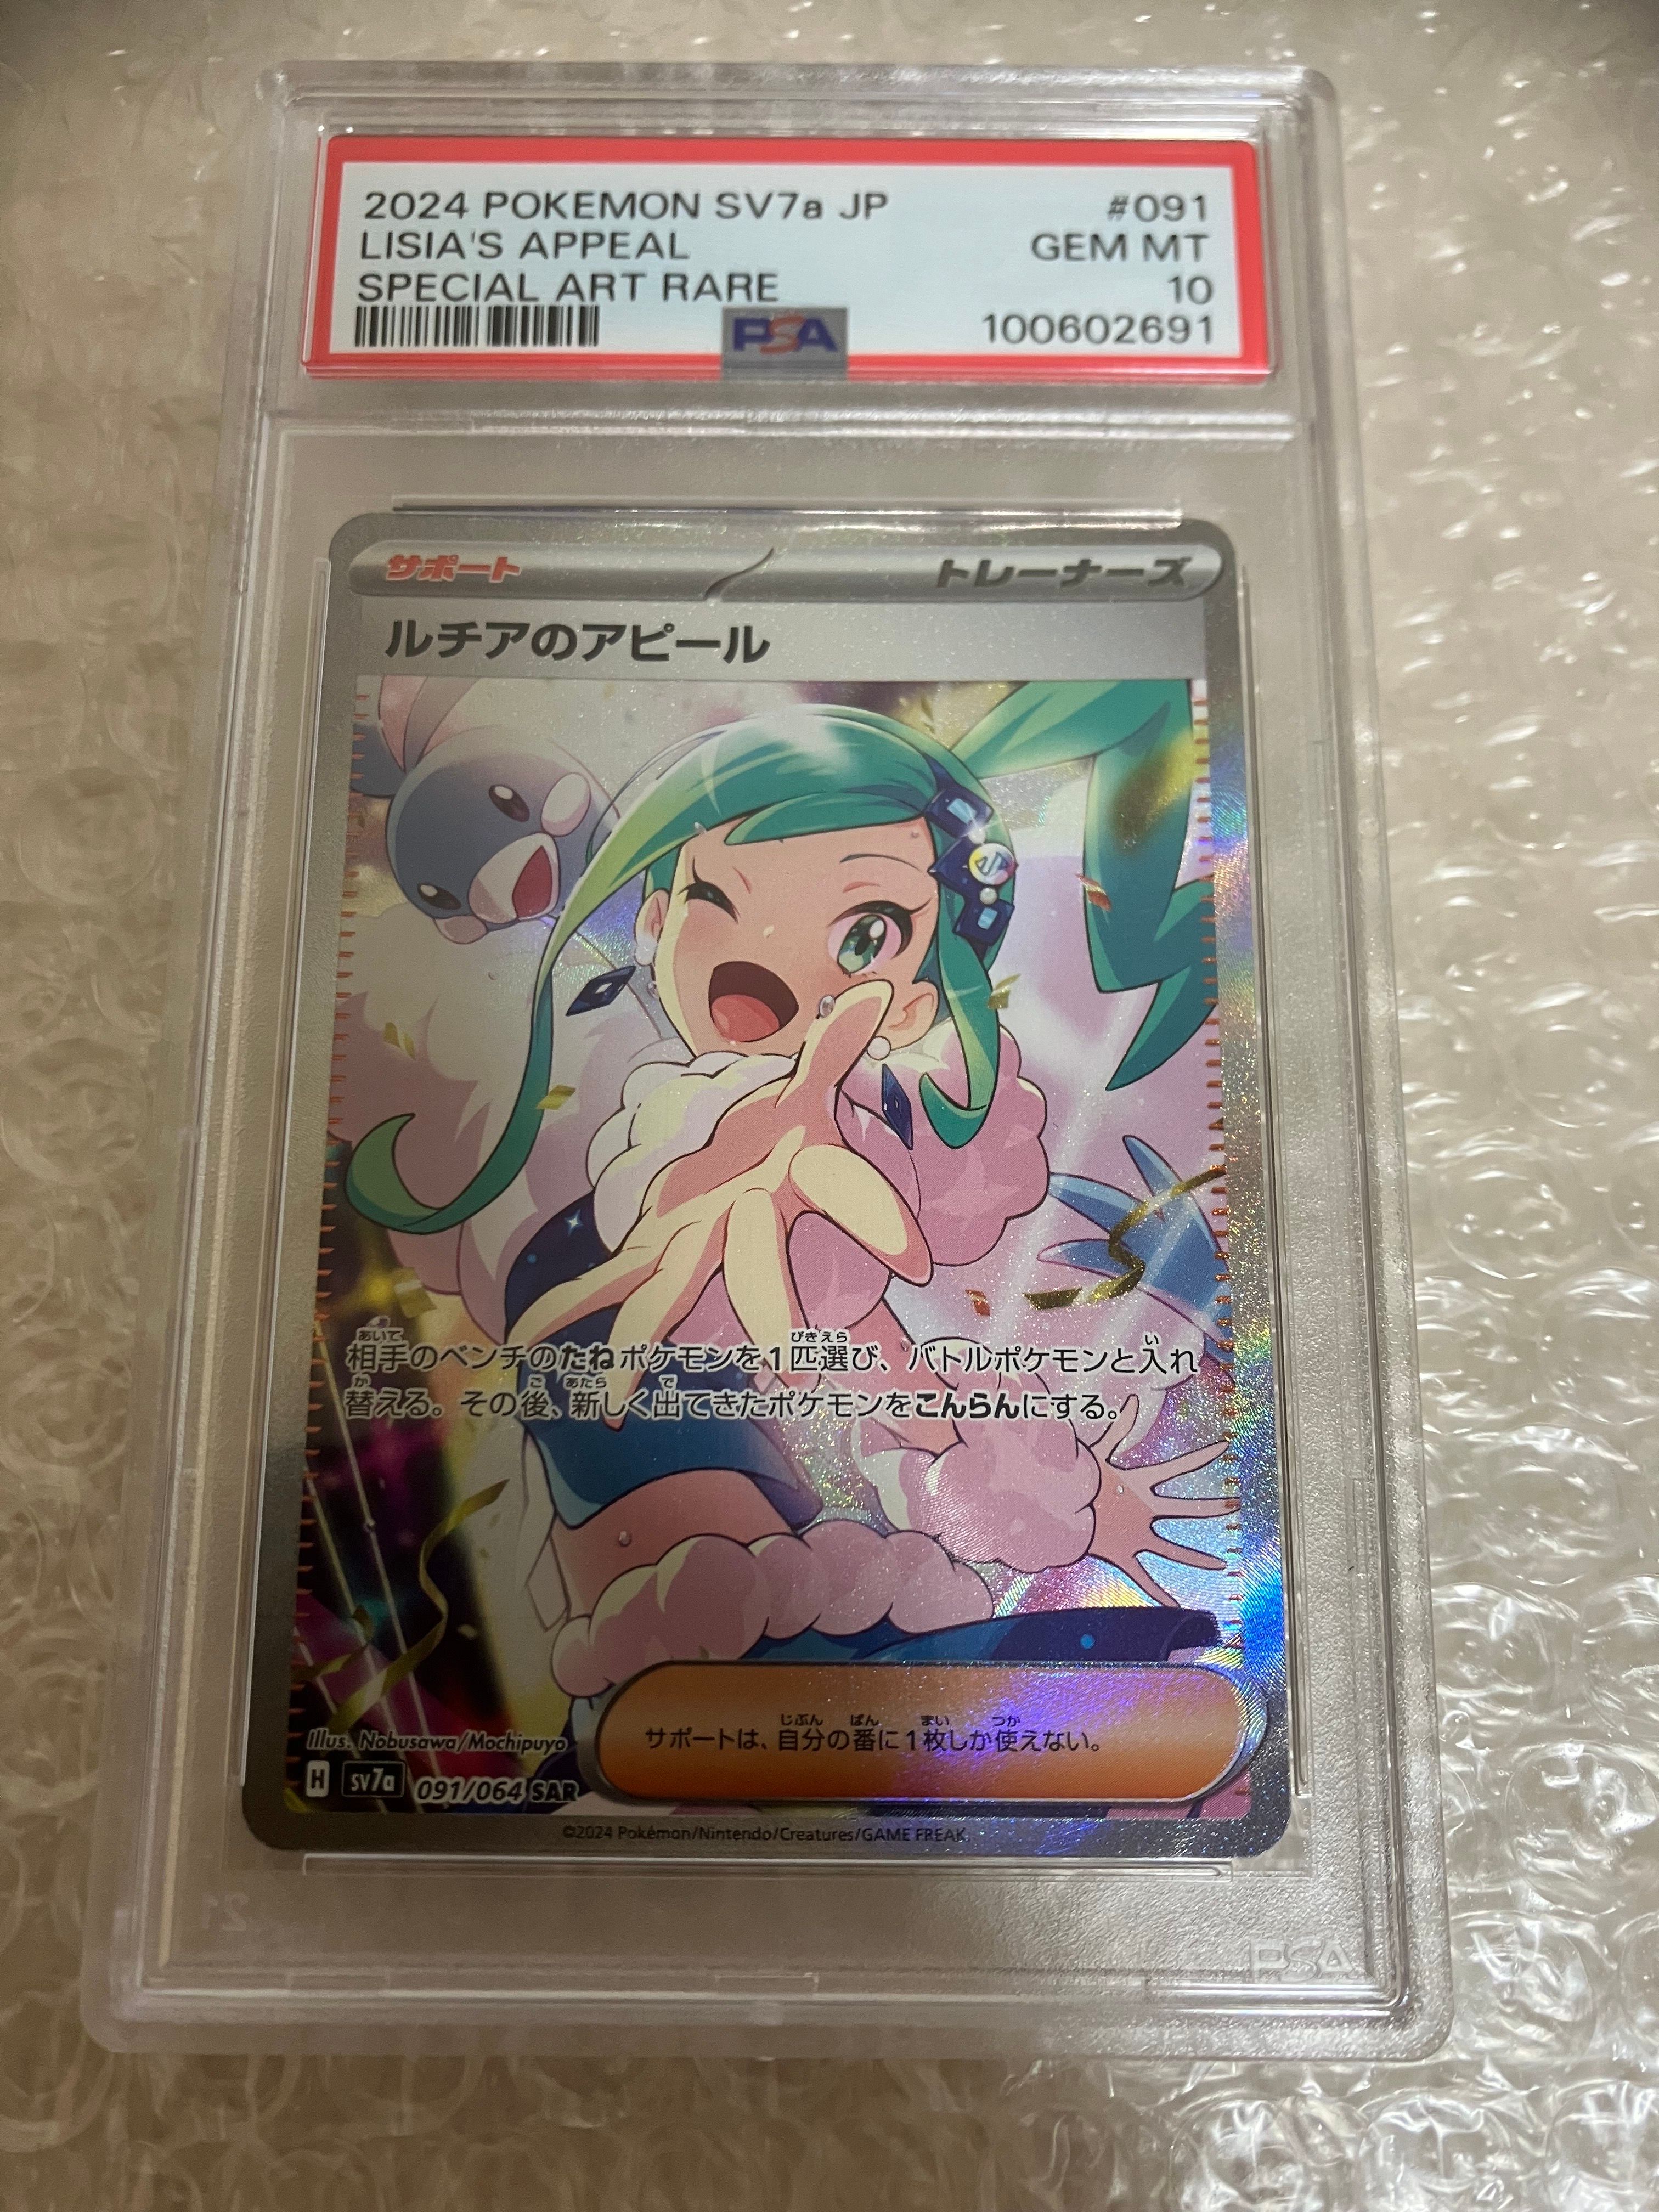 2024 POKEMON SV7a JP #091
LISIA'S APPEAL GEM MT
SPECIAL ART RARE 10
PSA 100602691
サポート トレーナーズ
ルチアのアピール
相手のベンチのたねポケモンを1匹選び、バトルポケモンと入れ
替える。その後、新しく出てきたポケモンをこんらんにする。
サポートは、自分の番に1枚しか使えない。
Illus. Nobusawa/Mochipuyo
H sv7a 091/064 SAR
©2024 Pokémon/Nintendo/Creatures/GAME FREAK
PSA